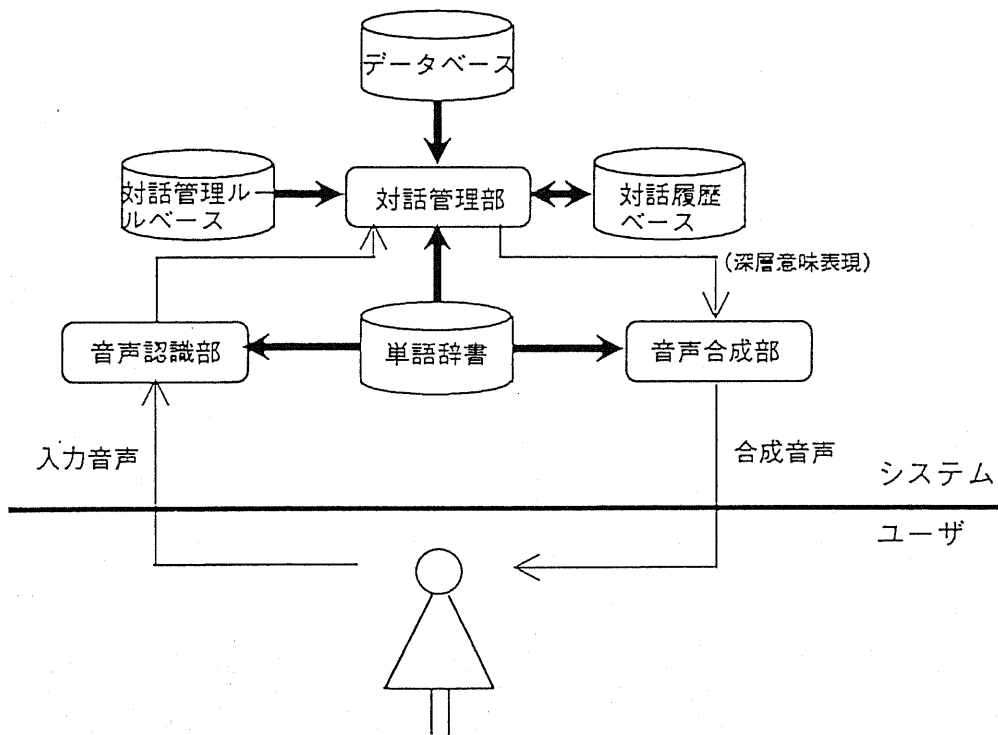 データベース
対話管理ルー
ルベース
対話管理部
対話履歴
ベース
(深層意味表現)
音声認識部
単語辞書
音声合成部
入力音声
合成音声
システム
ユーザ